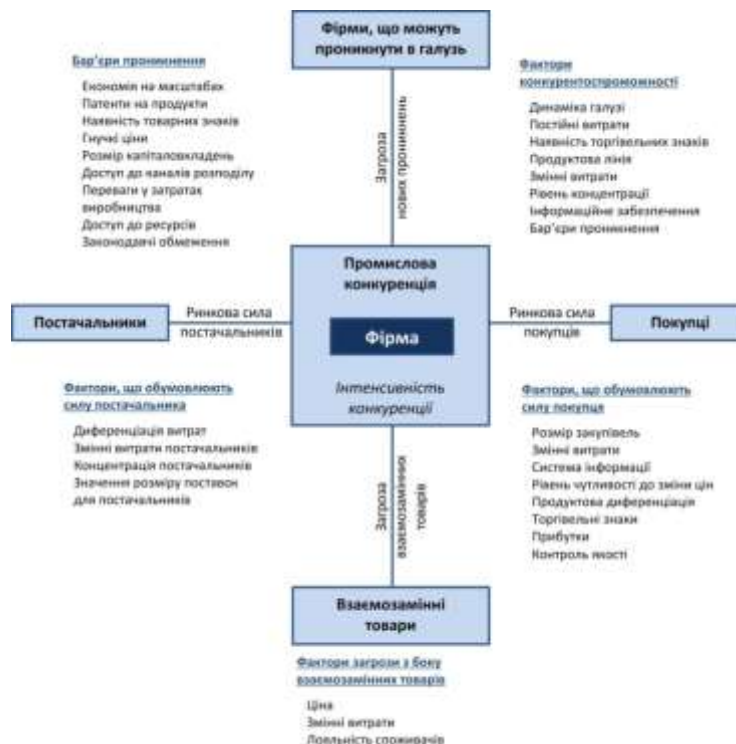 Фірми, що можуть
проникнути в галузь
Бар'єри проникнення
Економія на масштабах
Патенти на продукти
Наявність товарних знаків
Гнучкі ціни
Розмір капіталовкладень
Доступ до каналів розподілу
Переваги у затратах
виробництва
Доступ до ресурсів
Законодавчі обмеження
Загроза
нових проникнень
Фактори
конкурентоспроможності
Динаміка галузі
Постійні витрати
Наявність торгівельних знаків
Продуктова лінія
Змінні витрати
Рівень концентрації
Інформаційне забезпечення
Бар'єри проникнення
Промислова
конкуренція
Фірма
Інтенсивність
конкуренції
Постачальники
Ринкова сила
постачальників
Ринкова сила
покупців
Покупці
Фактори, що обумовлюють
силу постачальника
Диференціація витрат
Змінні витрати постачальників
Концентрація постачальників
Значення розміру поставок
для постачальників
Загроза
взаємозамінних
товарів
Фактори, що обумовлюють
силу покупця
Розмір закупівель
Змінні витрати
Система інформації
Рівень чутливості до зміни цін
Продуктова диференціація
Торгівельні знаки
Прибутки
Контроль якості
Взаємозамінні
товари
Фактори загрози з боку
взаємозамінних товарів
Ціна
Змінні витрати
Лояльність споживачів